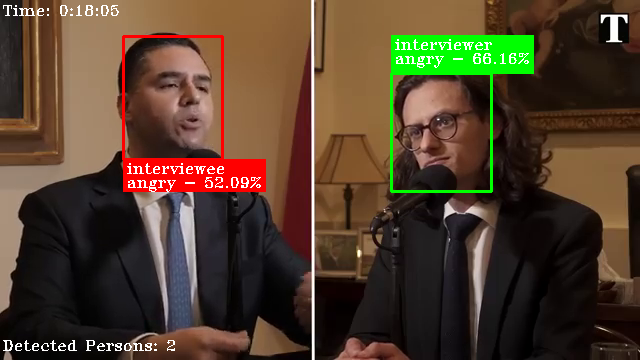 Time: 0:18:05
T
interviewer
angry - 66.16%
interviewee
angry - 52.09%
Detected Persons: 2